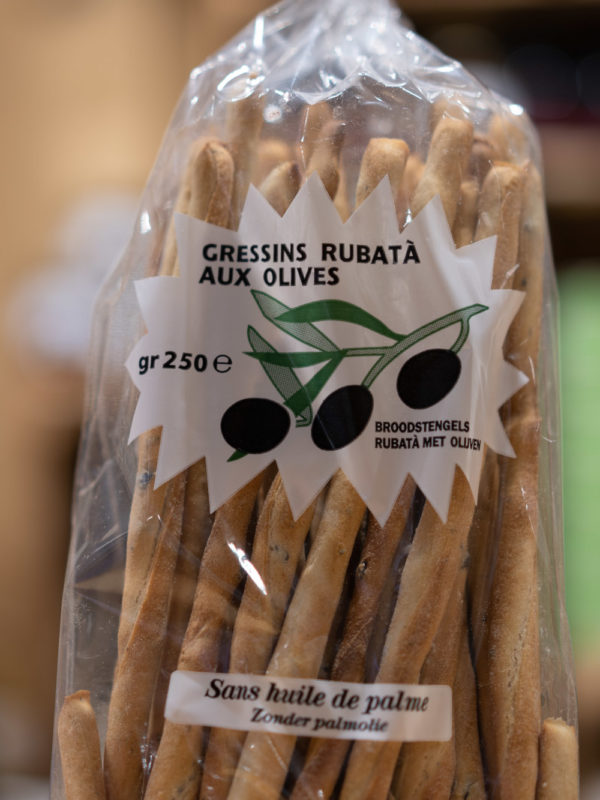 GRESSINS RUBATÀ
AUX OLIVES
gr 250 ℮
BROODSTENGELS
RUBATÀ MET OLIJVEN
Sans huile de palme
Zonder palmolie